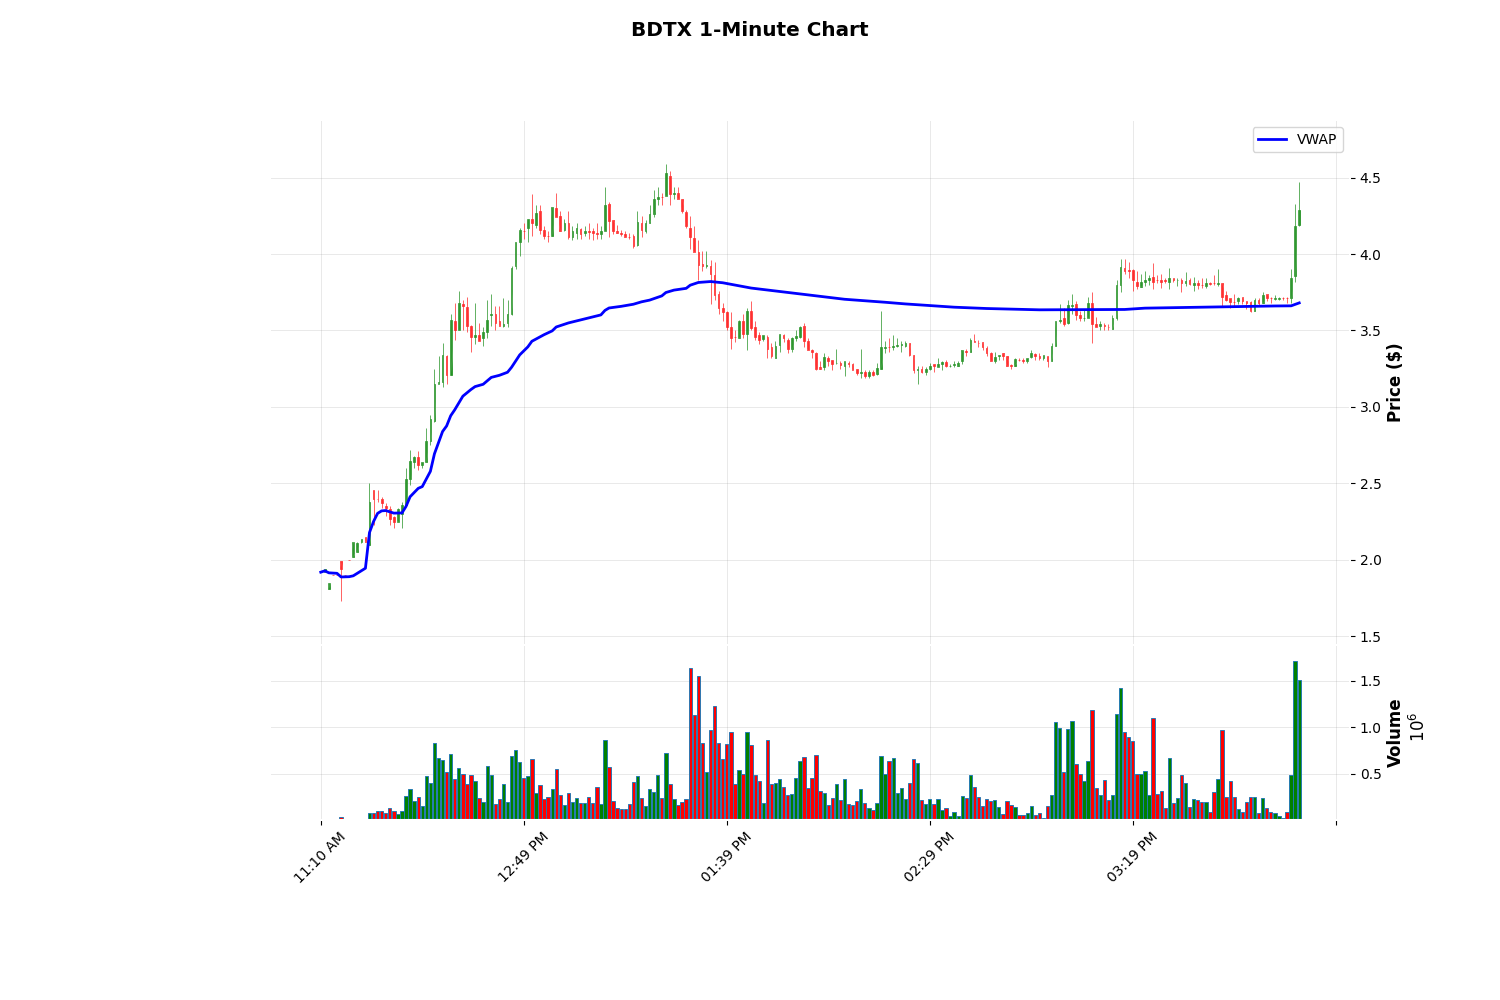 BDTX 1-Minute Chart
VWAP
4.5
4.0
3.5
3.0
2.5
2.0
1.5
Price ($)
1.5
1.0
0.5
Volume
10^6
11:10 AM
12:49 PM
01:39 PM
02:29 PM
03:19 PM